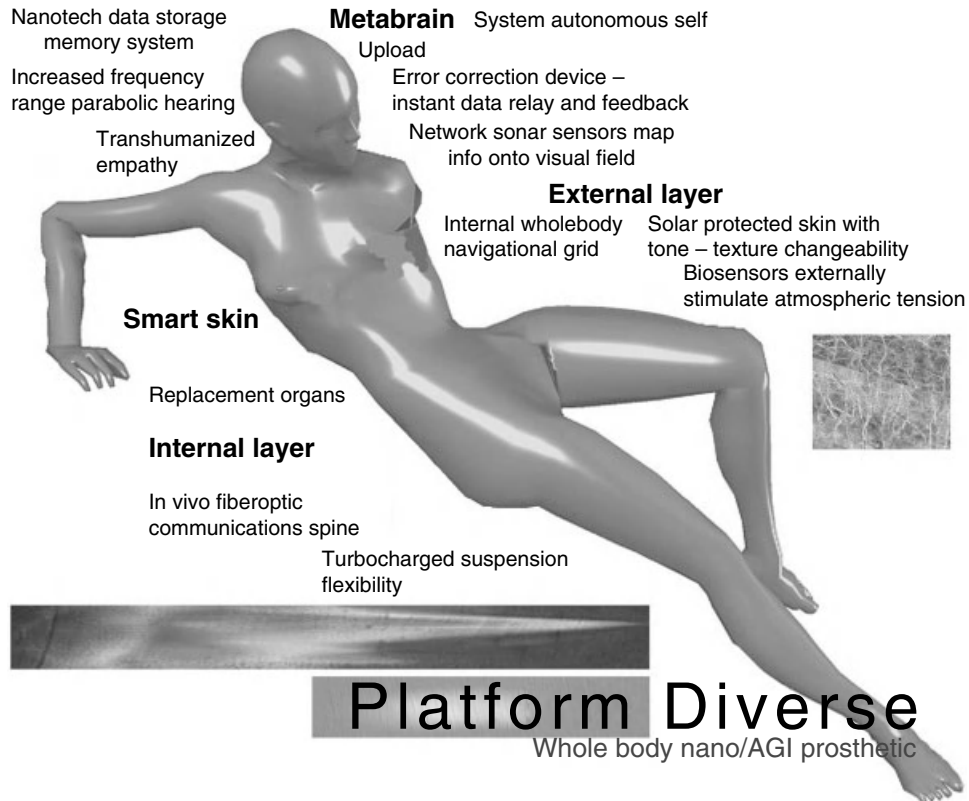 Nanotech data storage
memory system
Metabrain
System autonomous self
Upload
Increased frequency
range parabolic hearing
Error correction device –
instant data relay and feedback
Transhumanized
empathy
Network sonar sensors map
info onto visual field
External layer
Internal wholebody
navigational grid
Solar protected skin with
tone – texture changeability
Biosensors externally
stimulate atmospheric tension
Smart skin
Replacement organs
Internal layer
In vivo fiberoptic
communications spine
Turbocharged suspension
flexibility
Platform Diverse
Whole body nano/AGI prosthetic